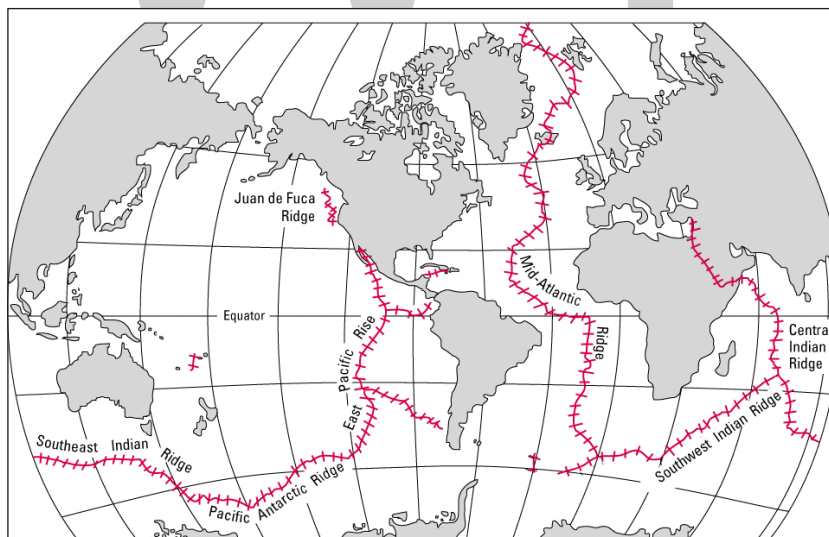 Juan de Fuca
Ridge
Mid-Atlantic
Ridge
Equator
East Pacific Rise
Central
Indian
Ridge
Southeast Indian Ridge
Pacific Antarctic Ridge
Southwest Indian Ridge